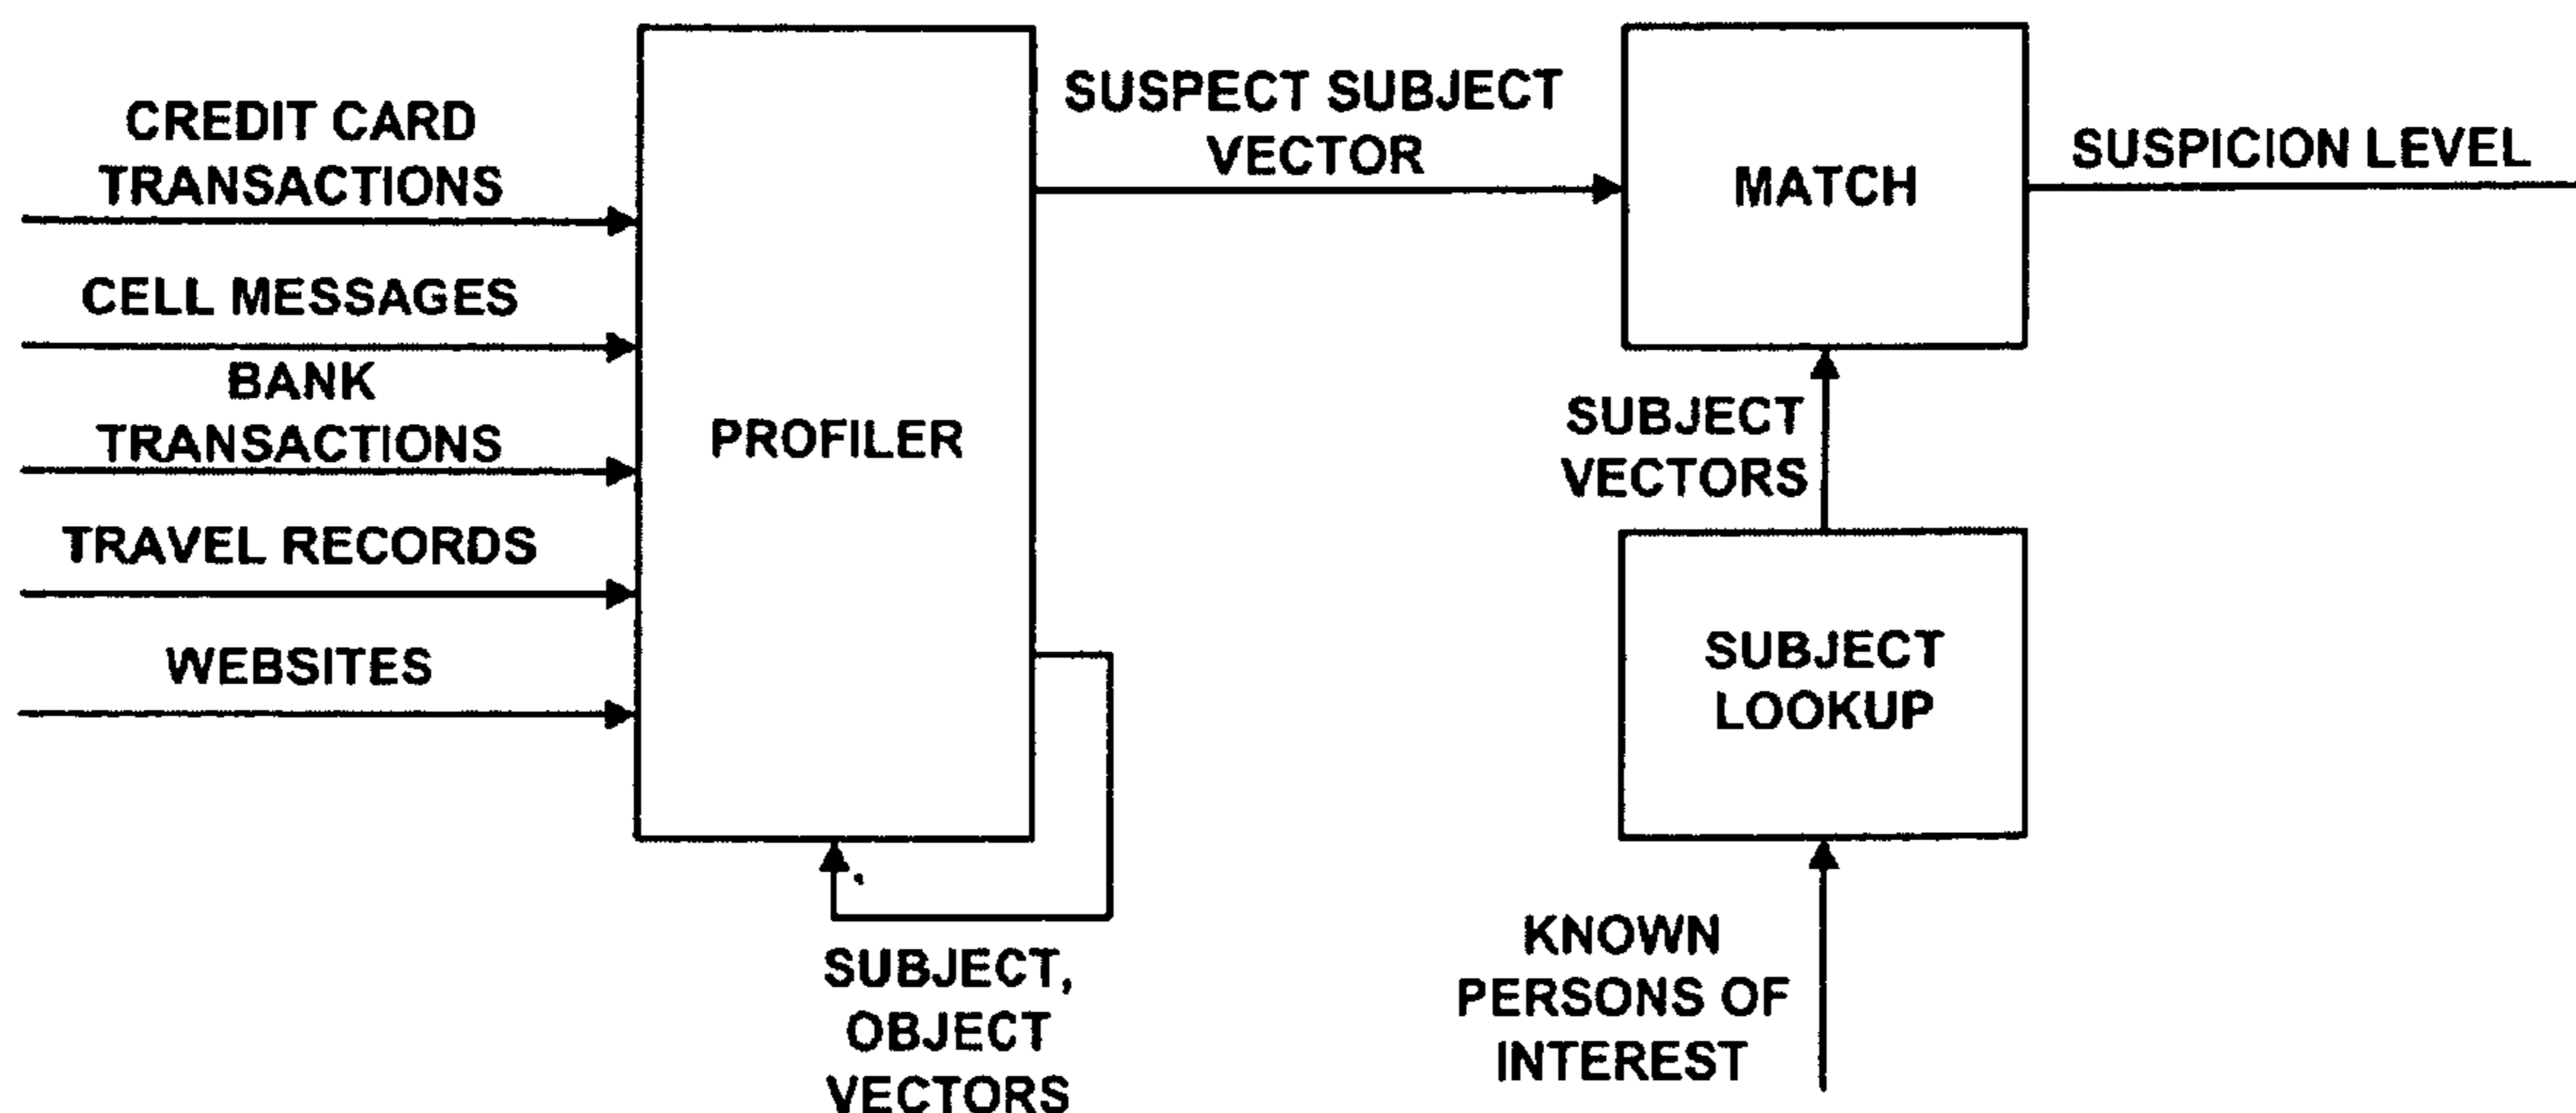 CREDIT CARD
TRANSACTIONS
CELL MESSAGES
BANK
TRANSACTIONS
TRAVEL RECORDS
WEBSITES
PROFILER
SUBJECT,
OBJECT
VECTORS
SUSPECT SUBJECT
VECTOR
MATCH
SUSPICION LEVEL
SUBJECT
VECTORS
SUBJECT
LOOKUP
KNOWN
PERSONS OF
INTEREST